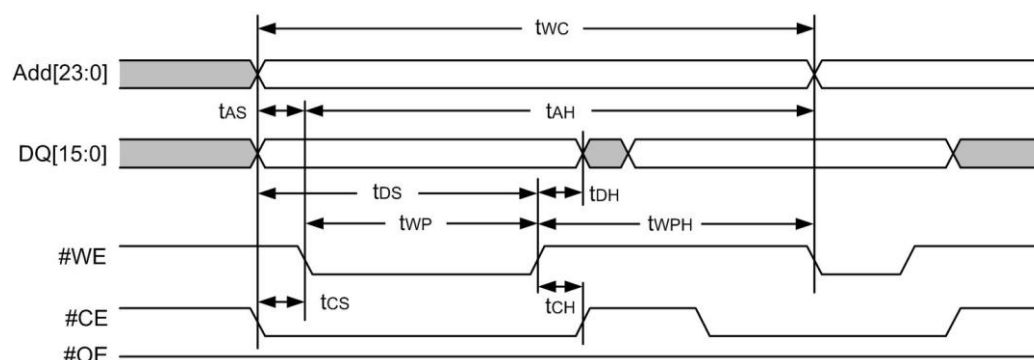 tWC
Add[23:0]
tAS tAH
DQ[15:0]
tDS tDH
tWP tWPH
#WE
tCS tCH
#CE
#OE